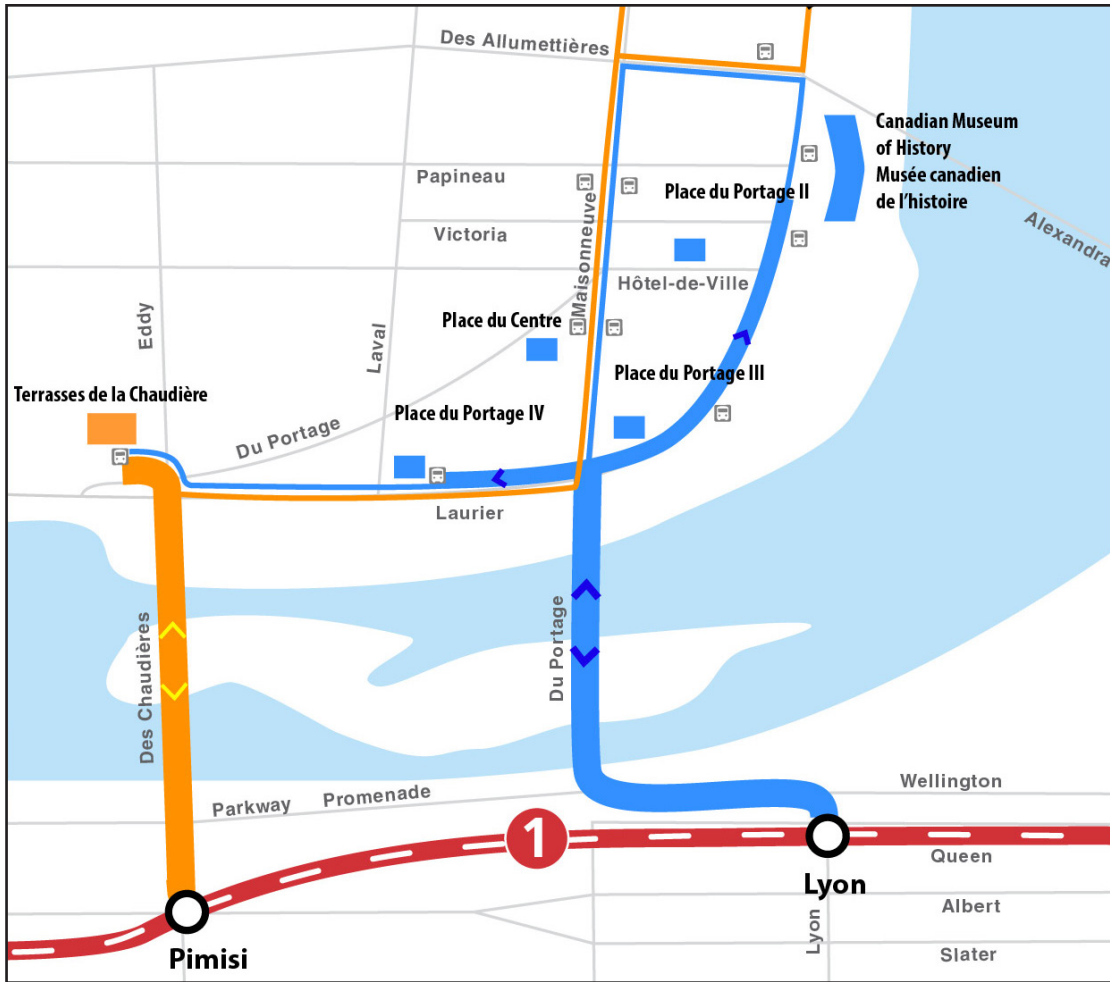 Des Allumettières
Canadian Museum
of History
Musée canadien
de l'histoire
Papineau
Place du Portage II
Victoria
Maisonneuve
Alexandra
Hôtel-de-Ville
Eddy
Laval
Place du Centre
Place du Portage III
Terrasses de la Chaudière
Place du Portage IV
Du Portage
Laurier
Des Chaudières
Du Portage
Parkway Promenade
Wellington
1
Queen
Lyon
Albert
Lyon
Slater
Pimisi